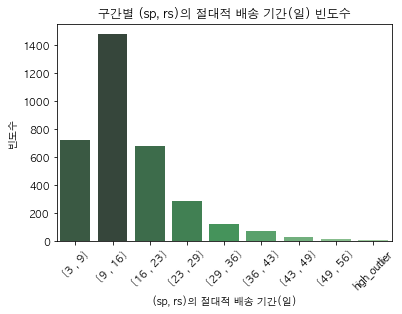 구간별 (sp, rs)의 절대적 배송 기간(일) 빈도수
빈도수
1400
1200
1000
800
600
400
200
0
(3 , 9)
(9 , 16)
(16 , 23)
(23 , 29)
(29 , 36)
(36 , 43)
(43 , 49)
(49 , 56)
hgh_outlier
(sp, rs)의 절대적 배송 기간(일)